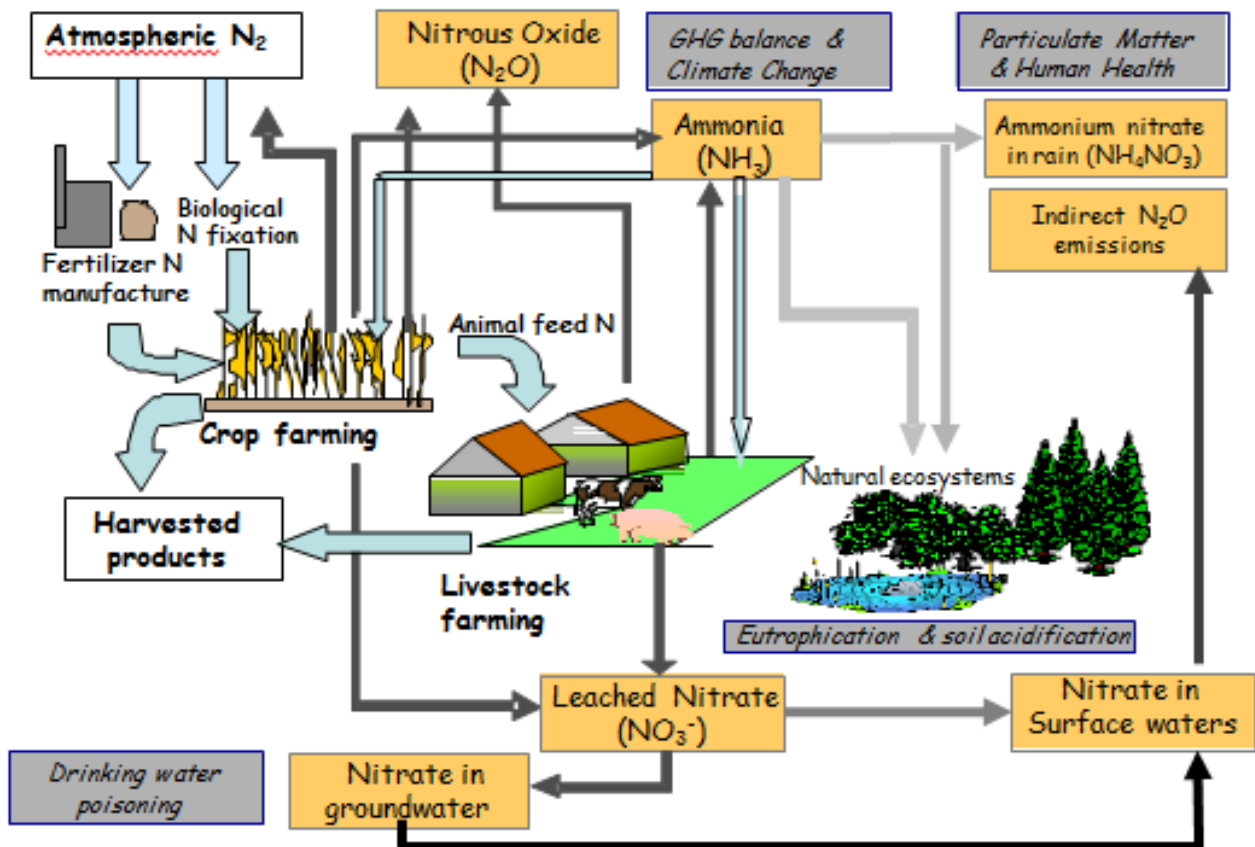 Atmospheric N₂
Nitrous Oxide
(N₂O)
GHG balance &
Climate Change
Particulate Matter
& Human Health
Ammonia
(NH₃)
Ammonium nitrate
in rain (NH₄NO₃)
Biological
N fixation
Indirect N₂O
emissions
Fertilizer N
manufacture
Animal feed N
Crop farming
Natural ecosystems
Harvested
products
Livestock
farming
Eutrophication & soil acidification
Leached Nitrate
(NO₃⁻)
Nitrate in
Surface waters
Drinking water
poisoning
Nitrate in
groundwater